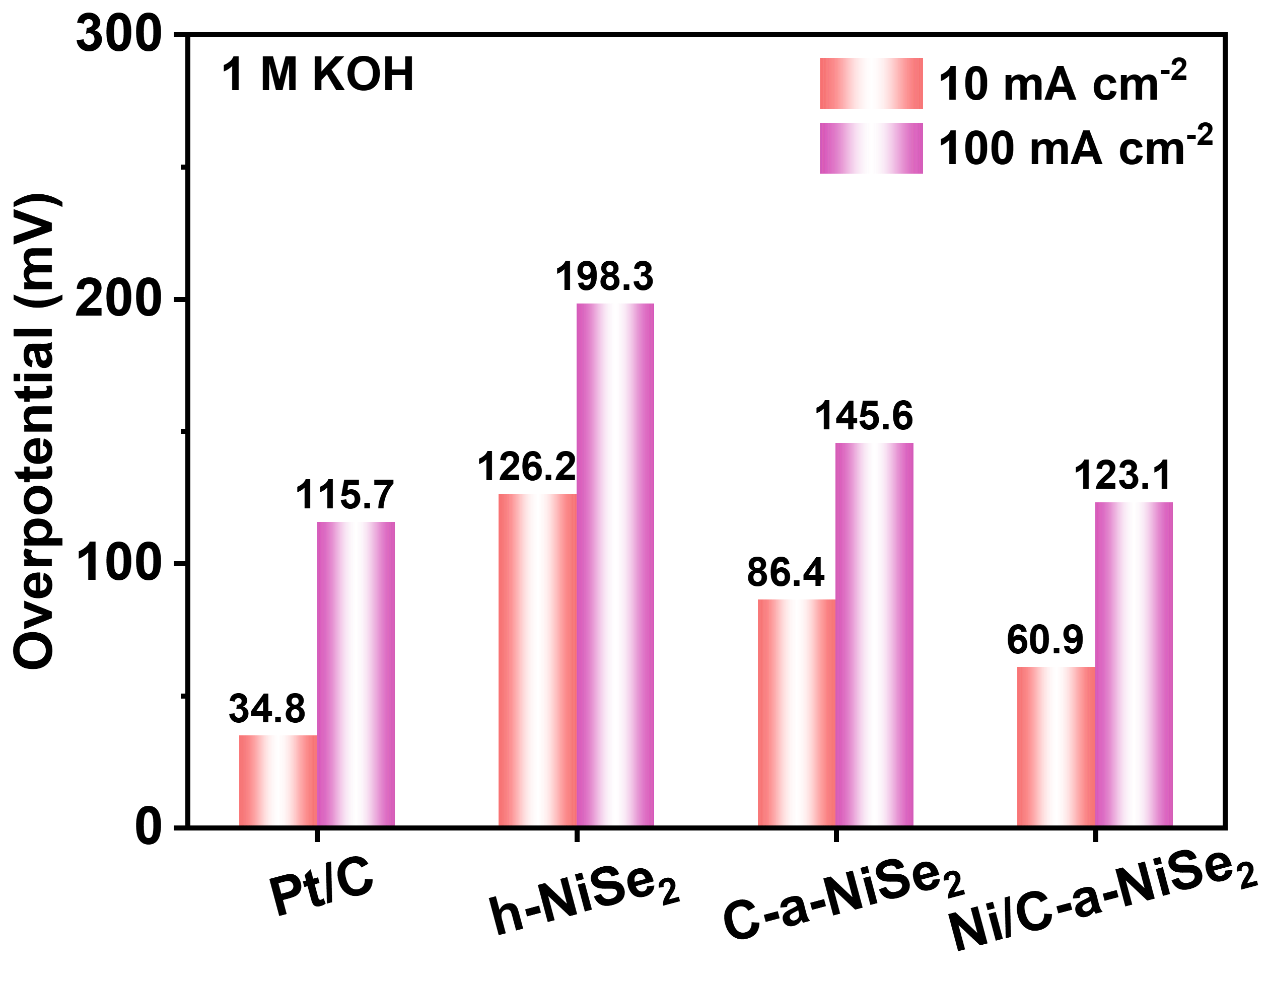 300
1 M KOH
10 mA cm-2
100 mA cm-2
Overpotential (mV)
200
100
0
34.8
115.7
126.2
198.3
86.4
145.6
60.9
123.1
Pt/C
h-NiSe2
C-a-NiSe2
Ni/C-a-NiSe2